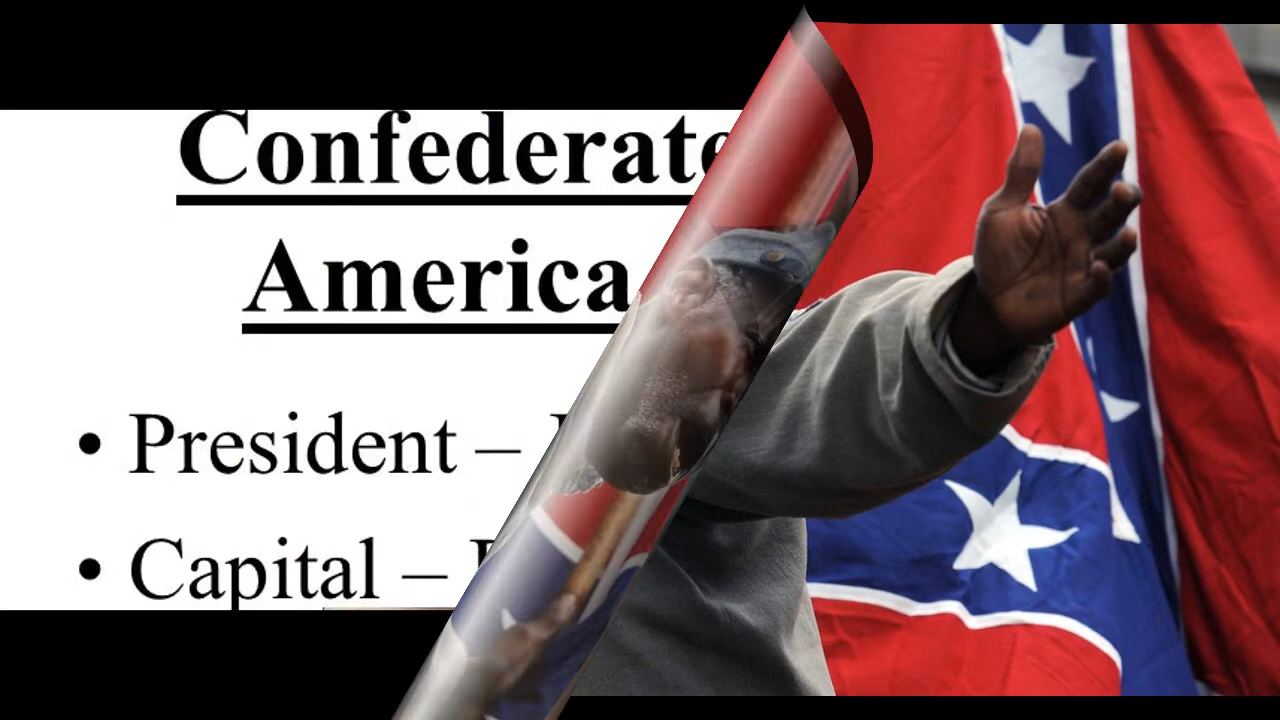 Confederate
America
• President –
• Capital –